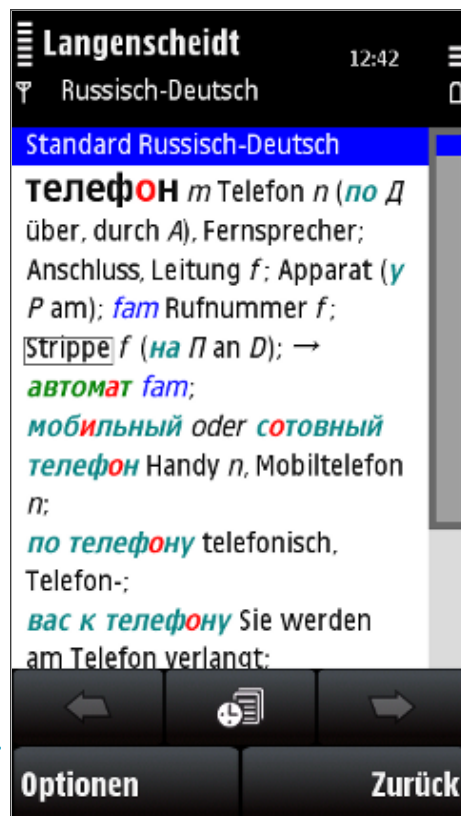 Langenscheidt
12:42
Russisch-Deutsch
Standard Russisch-Deutsch
телефон m Telefon n (по Д
über, durch A), Fernsprecher;
Anschluss, Leitung f; Apparat (у
Р am); fam Rufnummer f;
Strippe f (на П an D); →
автомат fam;
мобильный oder сотовный
телефон Handy n, Mobiltelefon
n;
по телефону telefonisch,
Telefon-;
вас к телефону Sie werden
am Telefon verlangt;
Optionen
Zurück